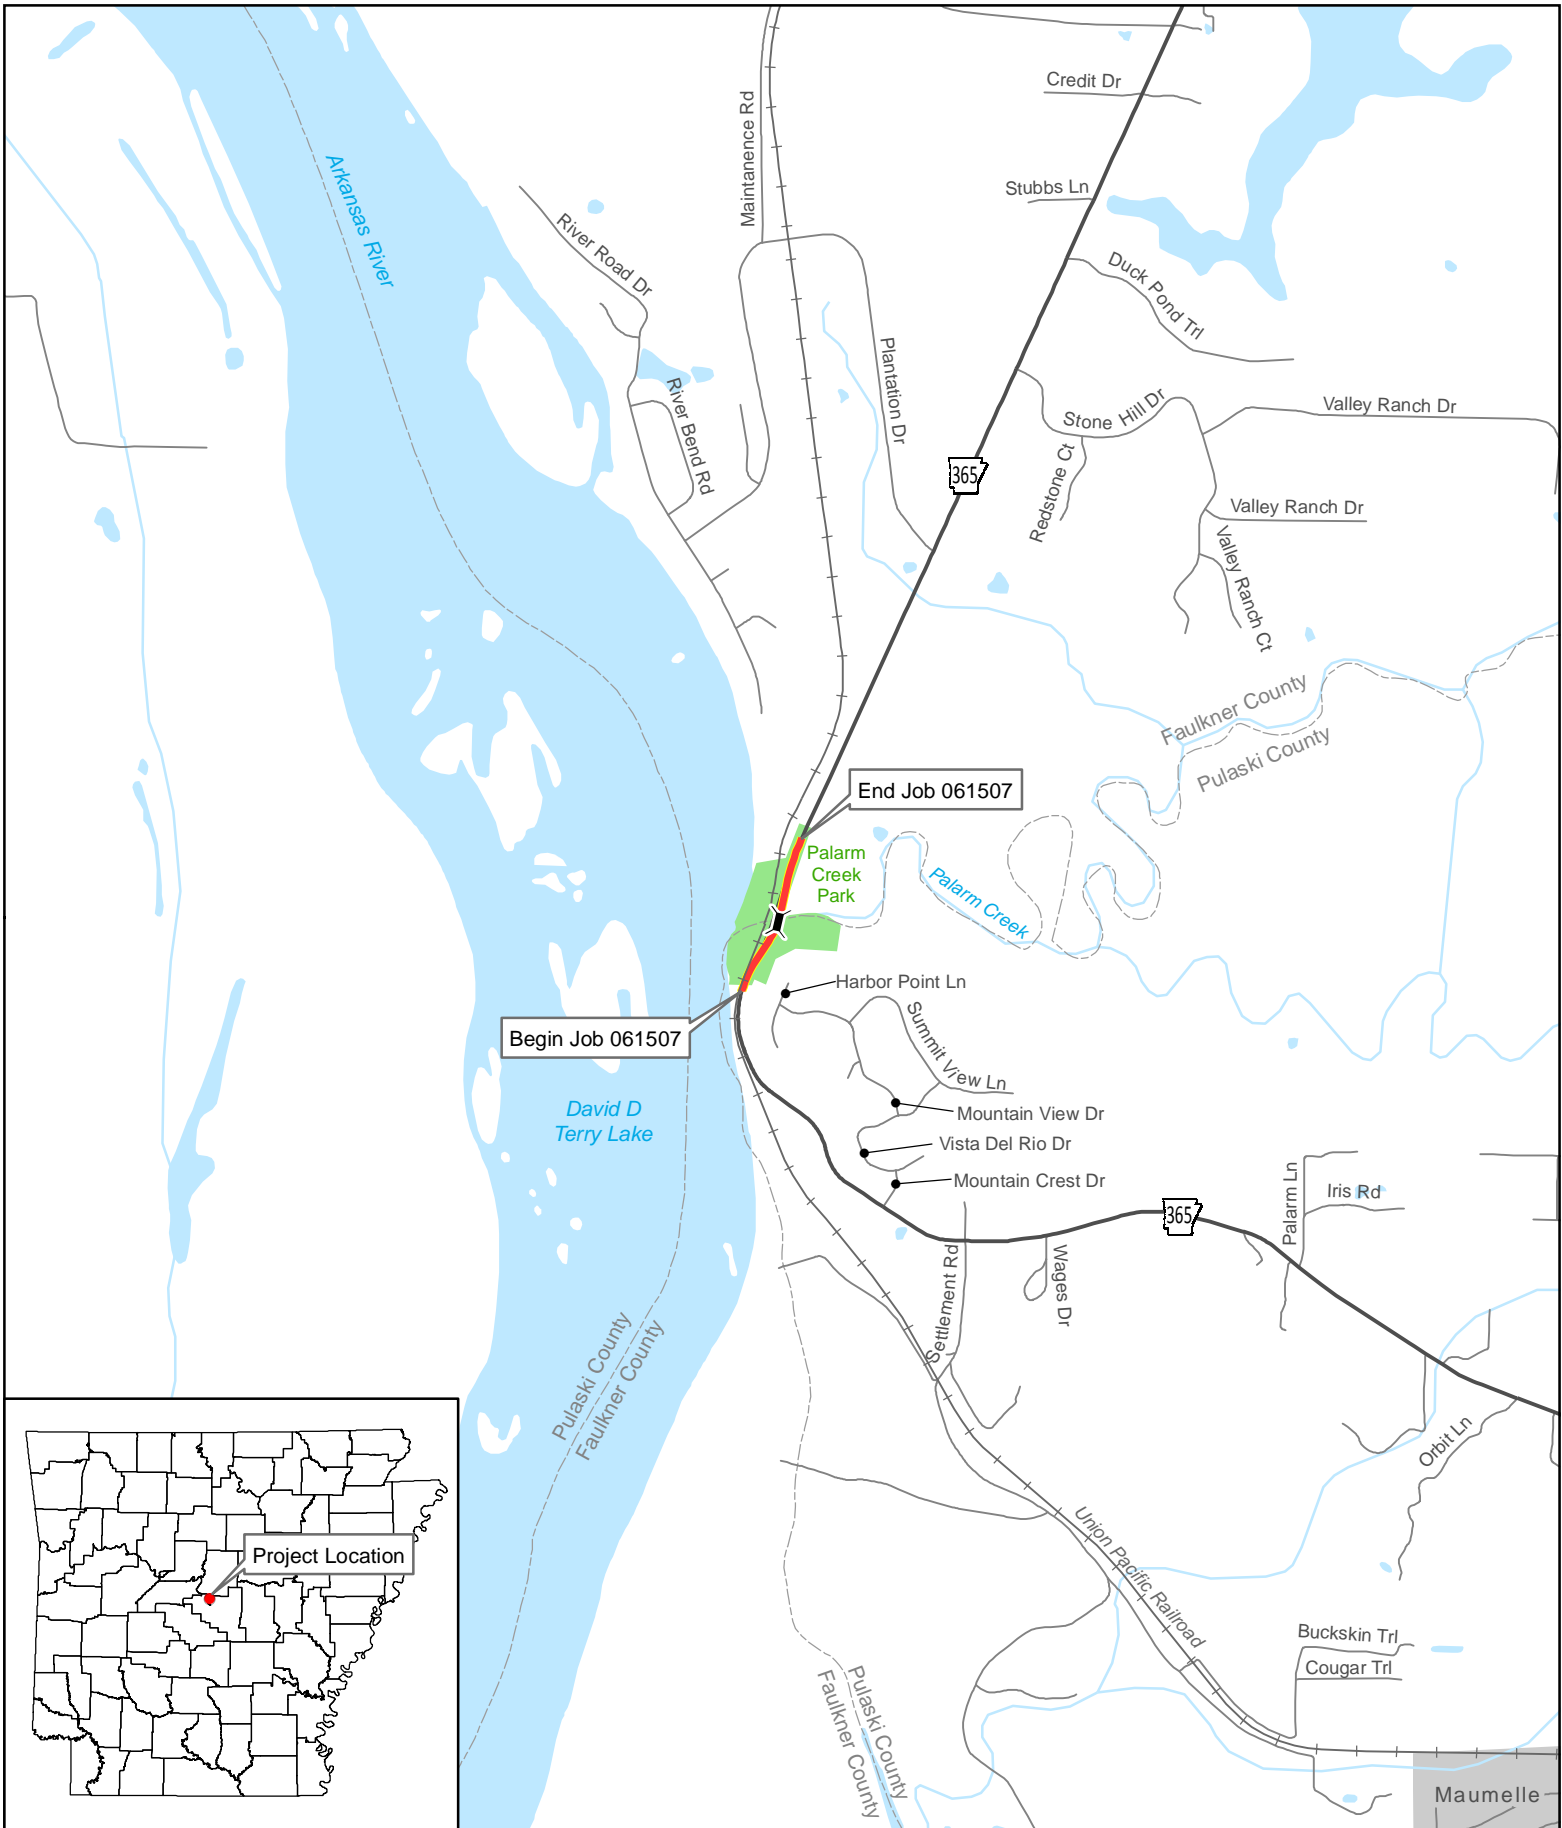 Credit Dr
Maintanence Rd
Arkansas River
Stubbs Ln
River Road Dr
Duck Pond Trl
Plantation Dr
River Bend Rd
Stone Hill Dr
Valley Ranch Dr
365
Redstone Ct
Valley Ranch Dr
Valley Ranch Ct
Faulkner County
Pulaski County
End Job 061507
Palarm
Creek
Park
Palarm Creek
Harbor Point Ln
Summit View Ln
Begin Job 061507
David D
Terry Lake
Mountain View Dr
Vista Del Rio Dr
Mountain Crest Dr
Palarm Ln
Iris Rd
365
Settlement Rd
Wages Dr
Pulaski County
Faulkner County
Orbit Ln
Union Pacific Railroad
Project Location
Buckskin Trl
Cougar Trl
Pulaski County
Faulkner County
Maumelle